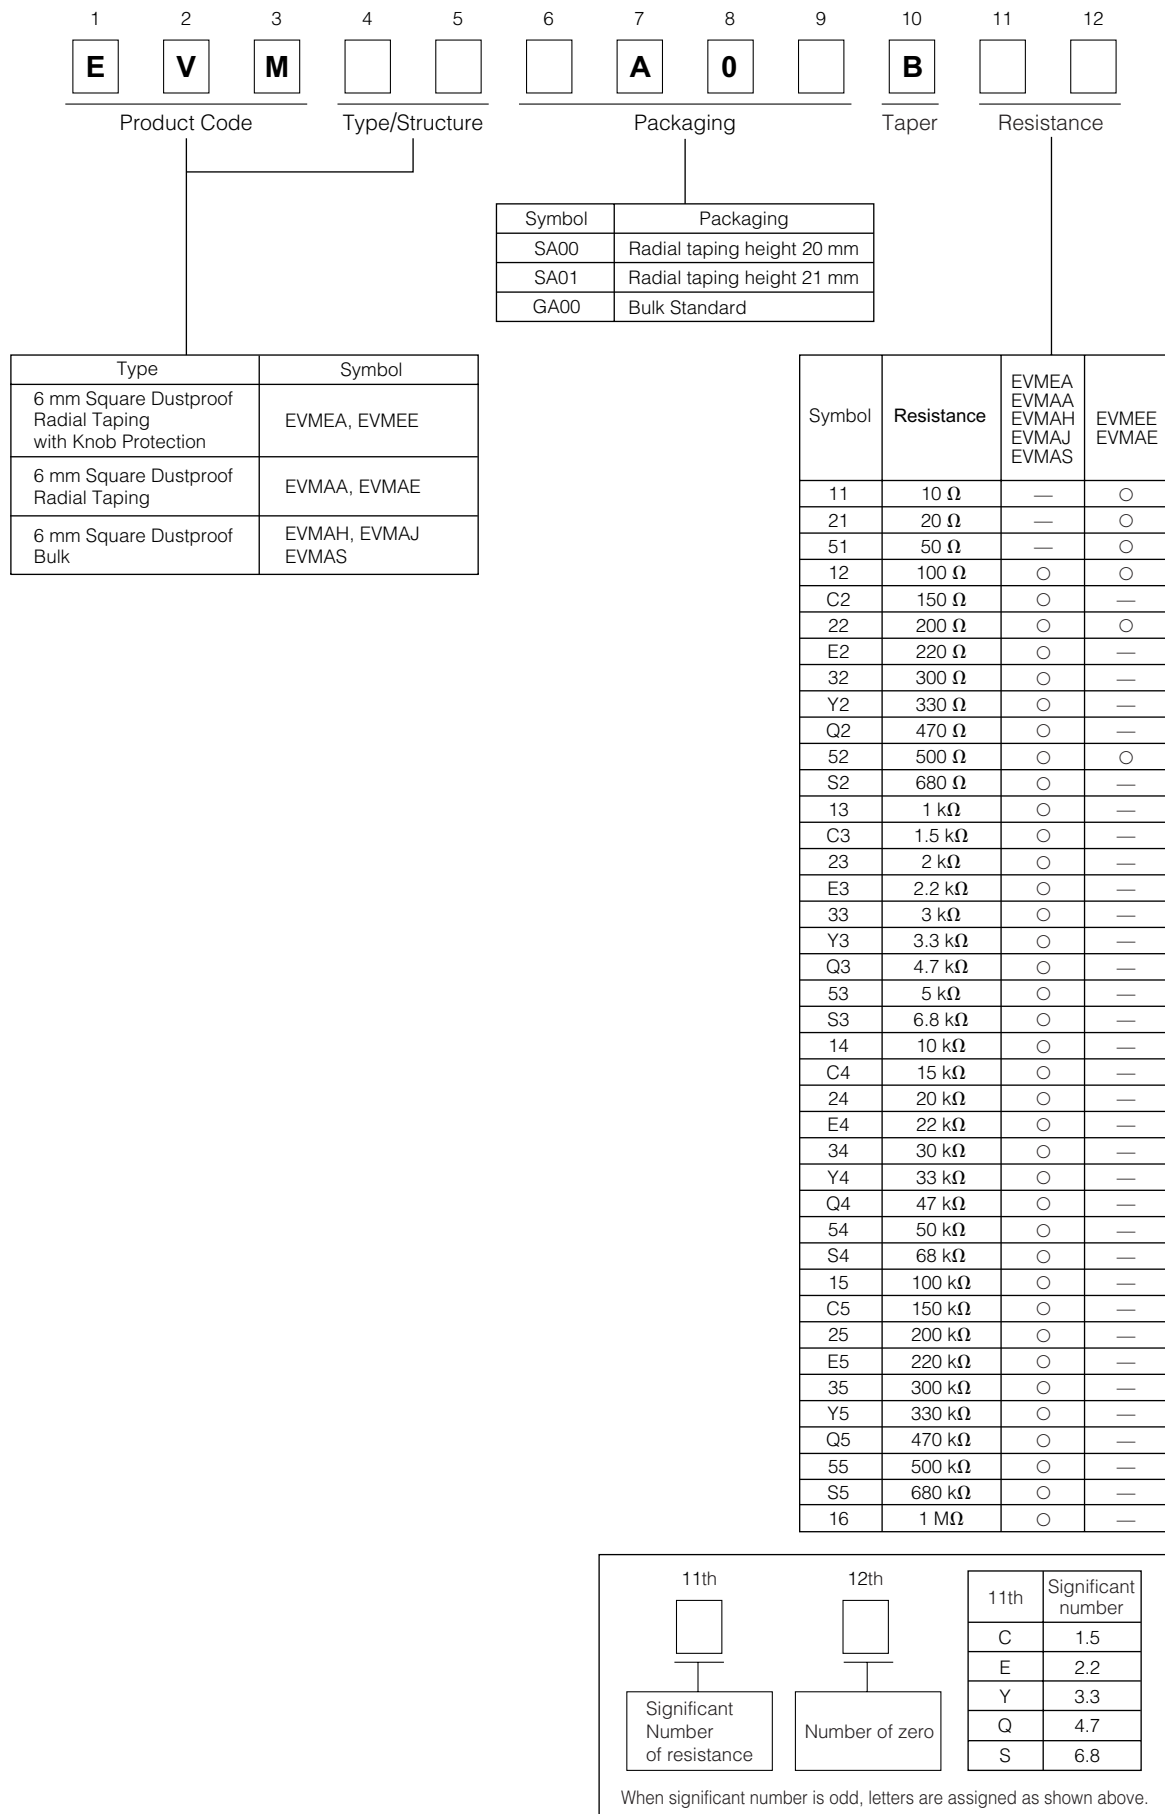 1 2 3 4 5 6 7 8 9 10 11 12
E V M A 0 B
Product Code Type/Structure Packaging Taper Resistance
Symbol Packaging
SA00 Radial taping height 20 mm
SA01 Radial taping height 21 mm
GA00 Bulk Standard
Type Symbol
6 mm Square Dustproof
Radial Taping
with Knob Protection
EVMEA, EVMEE
6 mm Square Dustproof
Radial Taping
EVMAA, EVMAE
6 mm Square Dustproof
Bulk
EVMAH, EVMAJ
EVMAS
Symbol Resistance
EVMEA
EVMAA
EVMAH
EVMAJ
EVMAS
EVMEE
EVMAE
11 10 Ω — ○
21 20 Ω — ○
51 50 Ω — ○
12 100 Ω ○ ○
C2 150 Ω ○ —
22 200 Ω ○ ○
E2 220 Ω ○ —
32 300 Ω ○ —
Y2 330 Ω ○ —
Q2 470 Ω ○ —
52 500 Ω ○ ○
S2 680 Ω ○ —
13 1 kΩ ○ —
C3 1.5 kΩ ○ —
23 2 kΩ ○ —
E3 2.2 kΩ ○ —
33 3 kΩ ○ —
Y3 3.3 kΩ ○ —
Q3 4.7 kΩ ○ —
53 5 kΩ ○ —
S3 6.8 kΩ ○ —
14 10 kΩ ○ —
C4 15 kΩ ○ —
24 20 kΩ ○ —
E4 22 kΩ ○ —
34 30 kΩ ○ —
Y4 33 kΩ ○ —
Q4 47 kΩ ○ —
54 50 kΩ ○ —
S4 68 kΩ ○ —
15 100 kΩ ○ —
C5 150 kΩ ○ —
25 200 kΩ ○ —
E5 220 kΩ ○ —
35 300 kΩ ○ —
Y5 330 kΩ ○ —
Q5 470 kΩ ○ —
55 500 kΩ ○ —
S5 680 kΩ ○ —
16 1 MΩ ○ —
11th 12th
Significant
Number
of resistance
Number of zero
11th Significant
number
C 1.5
E 2.2
Y 3.3
Q 4.7
S 6.8
When significant number is odd, letters are assigned as shown above.